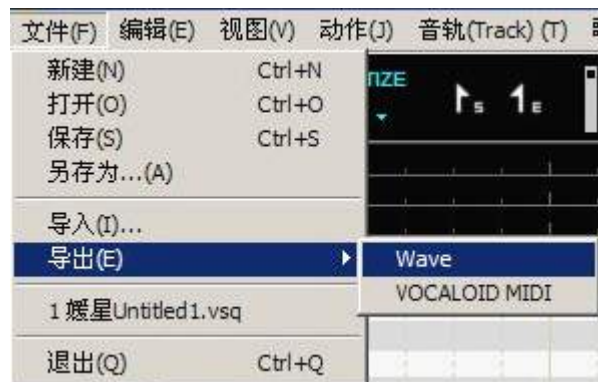 文件(F) 编辑(E) 视图(V) 动作(J) 音轨(Track) (T)
新建(N) Ctrl+N
打开(O) Ctrl+O
保存(S) Ctrl+S
另存为...(A)
导入(I)...
导出(E)
Wave
VOCALOID MIDI
1 媛星Untitled1.vsq
退出(Q) Ctrl+Q
S 1 E